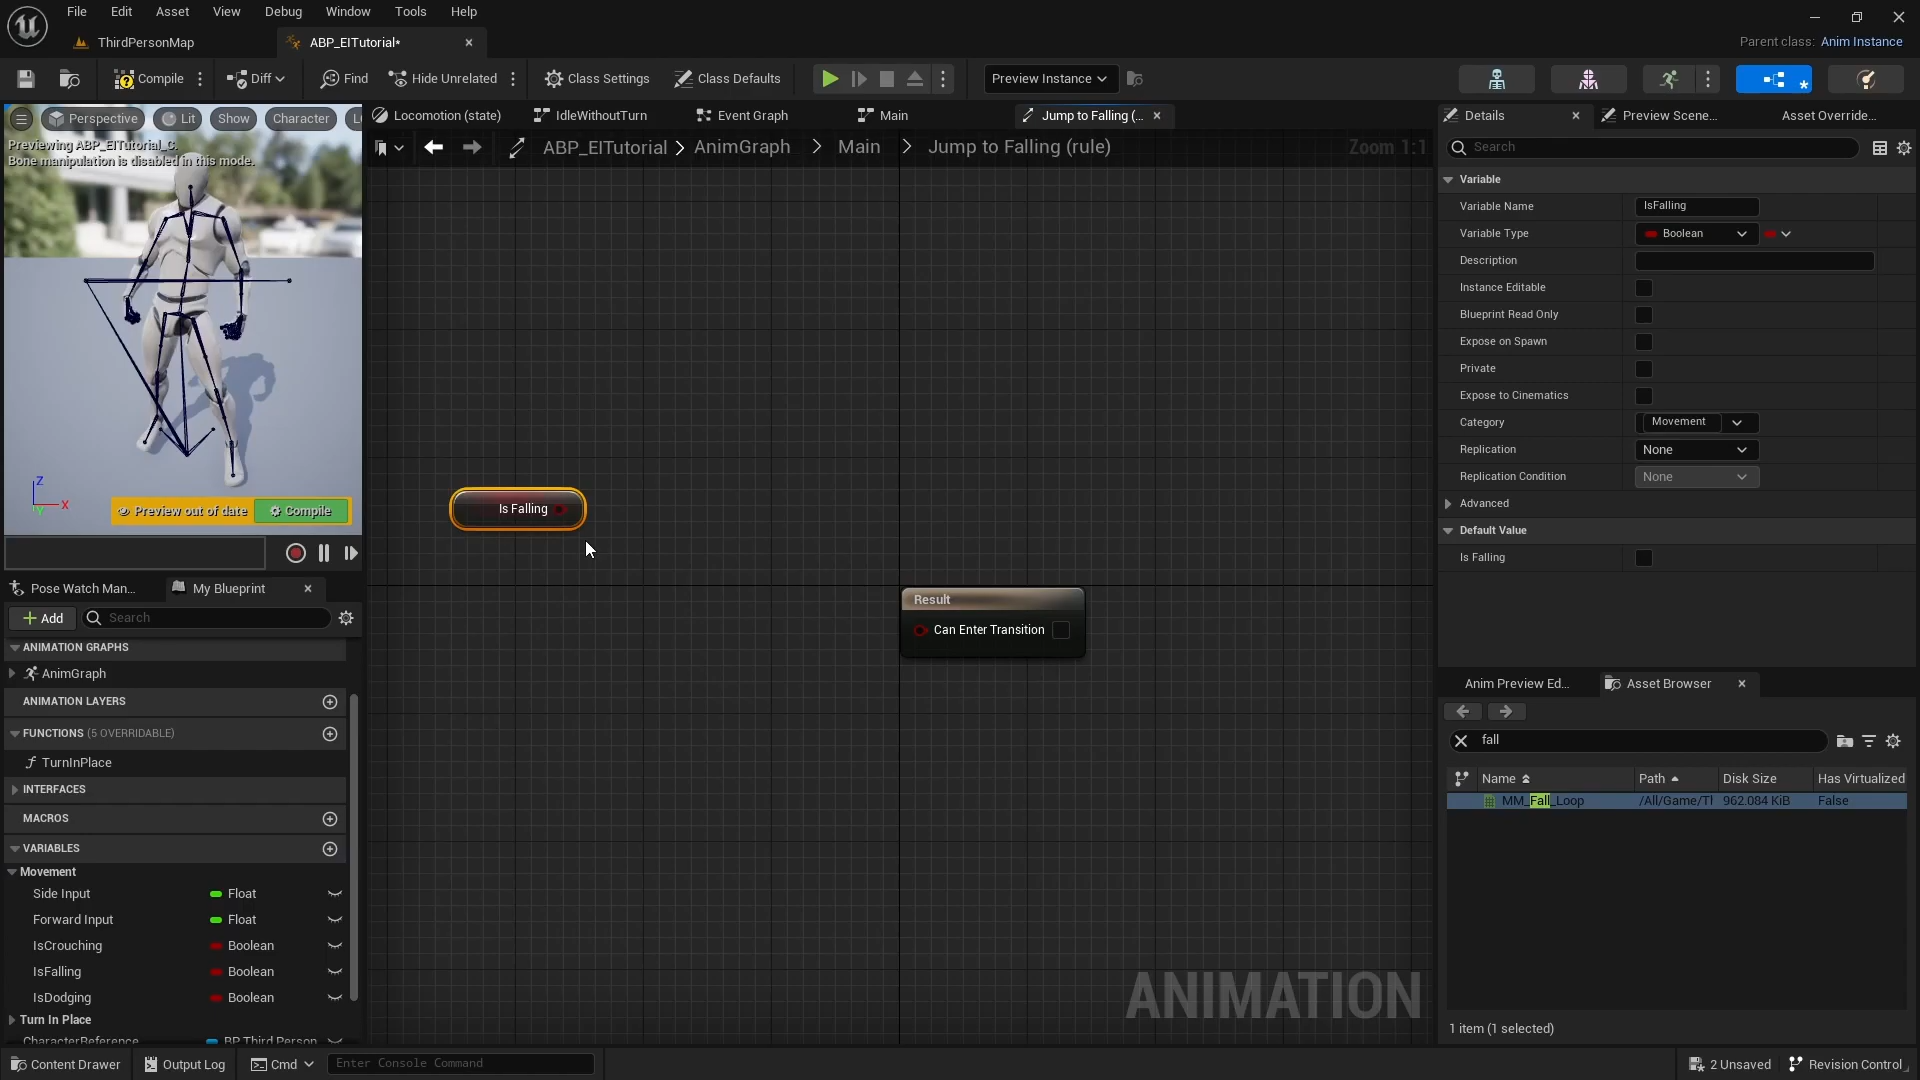 File Edit Asset View Debug Window Tools Help
ThirdPersonMap
ABP_EITutorial*
Parent class: Anim Instance
Compile
Diff
Find
Hide Unrelated
Class Settings
Class Defaults
Preview Instance
Perspective
Lit
Show
Character
Previewing ABP_EITutorial_C.
Bone manipulation is disabled in this mode.
Z
X
Y
Preview out of date
Compile
Locomotion (state)
IdleWithoutTurn
Event Graph
Main
Jump to Falling (...
ABP_EITutorial > AnimGraph > Main > Jump to Falling (rule)
Zoom 1:1
Is Falling
Result
Can Enter Transition
ANIMATION
Pose Watch Man...
My Blueprint
Add
Search
ANIMATION GRAPHS
AnimGraph
ANIMATION LAYERS
FUNCTIONS (5 OVERRIDABLE)
TurnInPlace
INTERFACES
MACROS
VARIABLES
Movement
Side Input Float
Forward Input Float
IsCrouching Boolean
IsFalling Boolean
IsDodging Boolean
Turn In Place
CharacterReference BP Third Person
Details
Preview Scene...
Asset Override...
Search
Variable
Variable Name IsFalling
Variable Type Boolean
Description
Instance Editable
Blueprint Read Only
Expose on Spawn
Private
Expose to Cinematics
Category Movement
Replication None
Replication Condition None
Advanced
Default Value
Is Falling
Anim Preview Ed...
Asset Browser
fall
Name Path Disk Size Has Virtualized
MM_Fall_Loop /All/Game/Tl 962.084 KiB False
1 item (1 selected)
Content Drawer
Output Log
Cmd
Enter Console Command
2 Unsaved
Revision Control